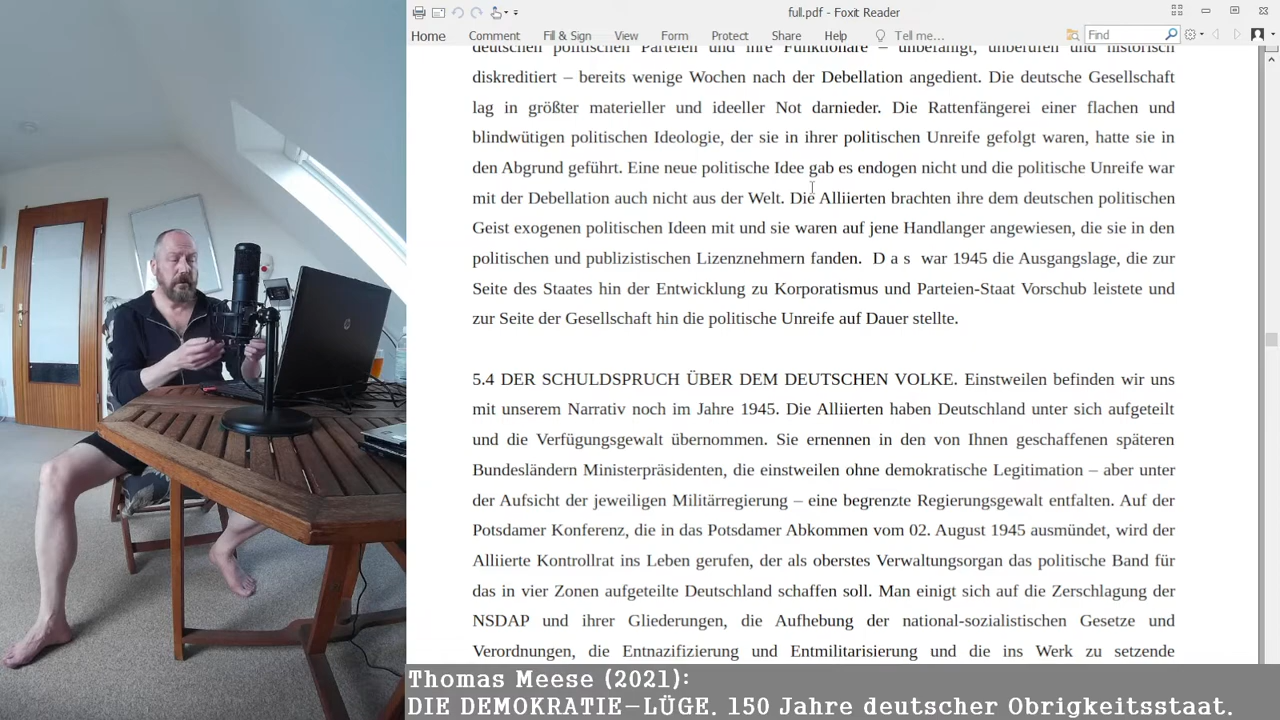 full.pdf - Foxit Reader
Home Comment Fill & Sign View Form Protect Share Help Tell me... Find
deutschen politischen Parteien und ihre Funktionäre – unbefähigt, unberufen und historisch
diskreditiert – bereits wenige Wochen nach der Debellation angedient. Die deutsche Gesellschaft
lag in größter materieller und ideeller Not darnieder. Die Rattenfängerei einer flachen und
blindwütigen politischen Ideologie, der sie in ihrer politischen Unreife gefolgt waren, hatte sie in
den Abgrund geführt. Eine neue politische Idee gab es endogen nicht und die politische Unreife war
mit der Debellation auch nicht aus der Welt. Die Alliierten brachten ihre dem deutschen politischen
Geist exogenen politischen Ideen mit und sie waren auf jene Handlanger angewiesen, die sie in den
politischen und publizistischen Lizenznehmern fanden. D a s war 1945 die Ausgangslage, die zur
Seite des Staates hin der Entwicklung zu Korporatismus und Parteien-Staat Vorschub leistete und
zur Seite der Gesellschaft hin die politische Unreife auf Dauer stellte.
5.4 DER SCHULDSPRUCH ÜBER DEM DEUTSCHEN VOLKE. Einstweilen befinden wir uns
mit unserem Narrativ noch im Jahre 1945. Die Alliierten haben Deutschland unter sich aufgeteilt
und die Verfügungsgewalt übernommen. Sie ernennen in den von Ihnen geschaffenen späteren
Bundesländern Ministerpräsidenten, die einstweilen ohne demokratische Legitimation – aber unter
der Aufsicht der jeweiligen Militärregierung – eine begrenzte Regierungsgewalt entfalten. Auf der
Potsdamer Konferenz, die in das Potsdamer Abkommen vom 02. August 1945 ausmündet, wird der
Alliierte Kontrollrat ins Leben gerufen, der als oberstes Verwaltungsorgan das politische Band für
das in vier Zonen aufgeteilte Deutschland schaffen soll. Man einigt sich auf die Zerschlagung der
NSDAP und ihrer Gliederungen, die Aufhebung der national-sozialistischen Gesetze und
Verordnungen, die Entnazifizierung und Entmilitarisierung und die ins Werk zu setzende
Thomas Meese (2021):
DIE DEMOKRATIE-LÜGE. 150 Jahre deutscher Obrigkeitsstaat.